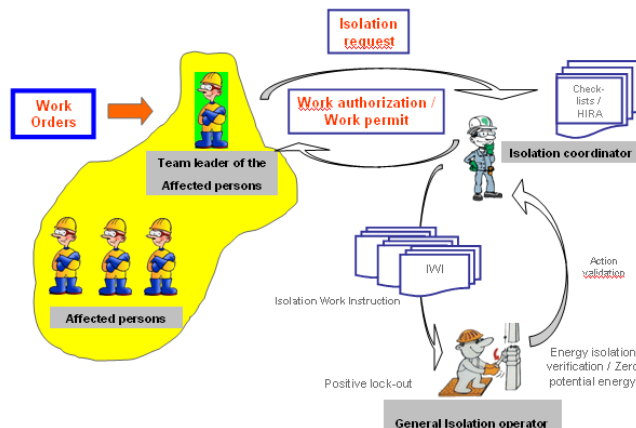 Isolation
request
Work
Orders
Work authorization /
Work permit
Check-
lists /
HIRA
Team leader of the
Affected persons
Isolation coordinator
IWI
Action
validation
Isolation Work Instruction
Affected persons
Energy isolation
verification / Zero
potential energy
Positive lock-out
General Isolation operator